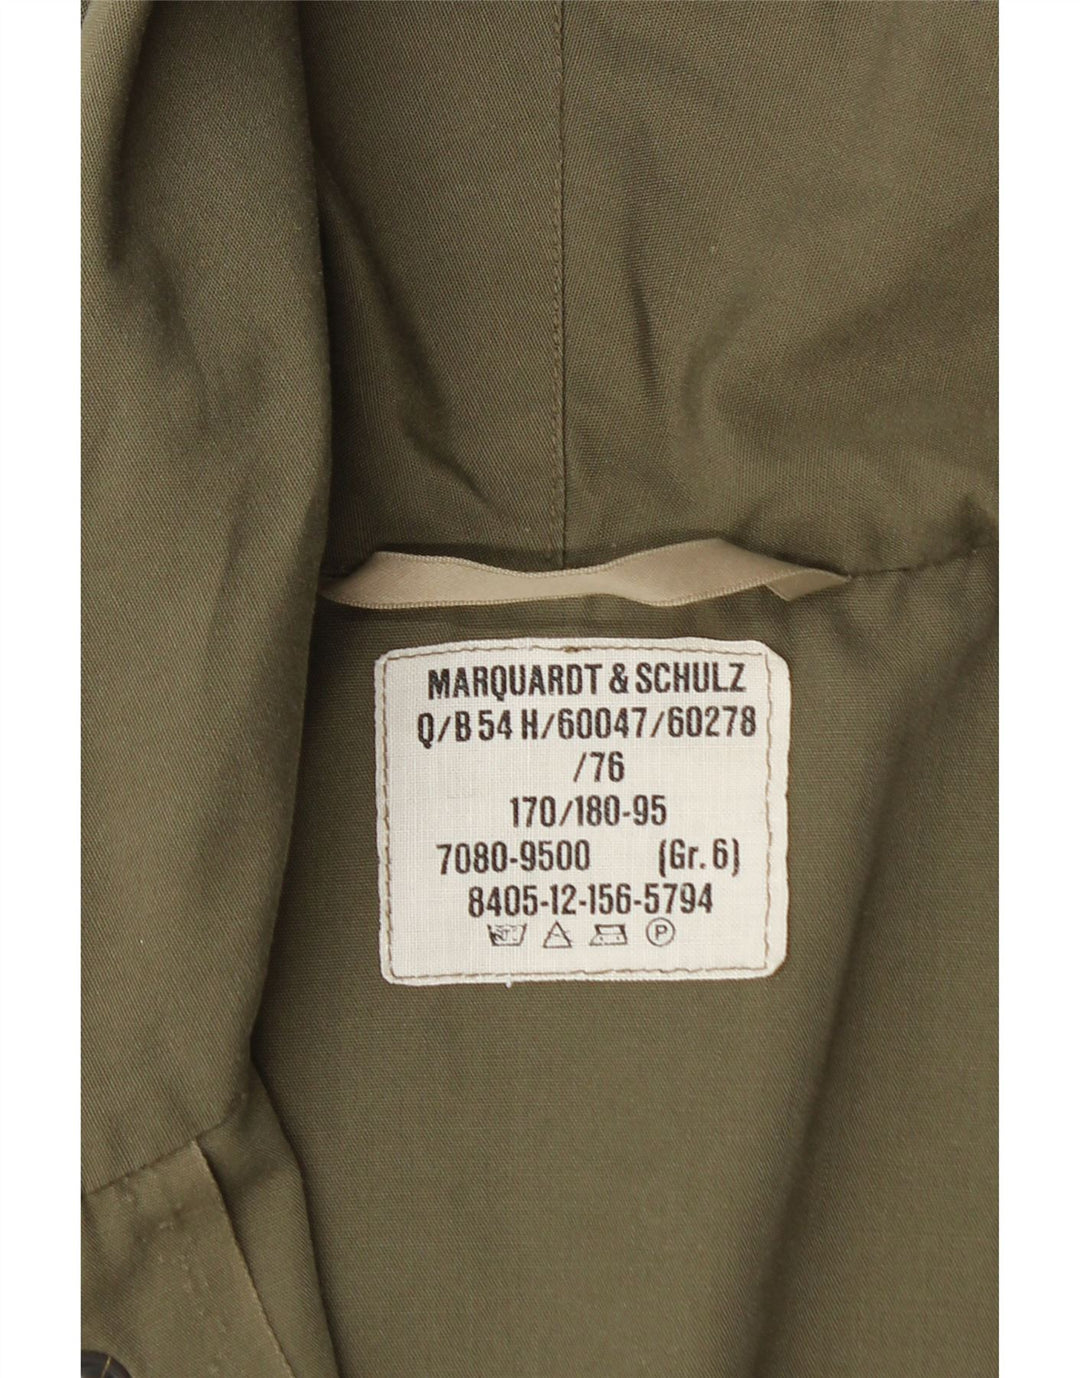 MARQUARDT & SCHULZ
Q/B 54 H/60047/60278
/76
170/180-95
7080-9500 (Gr. 6)
8405-12-156-5794
P